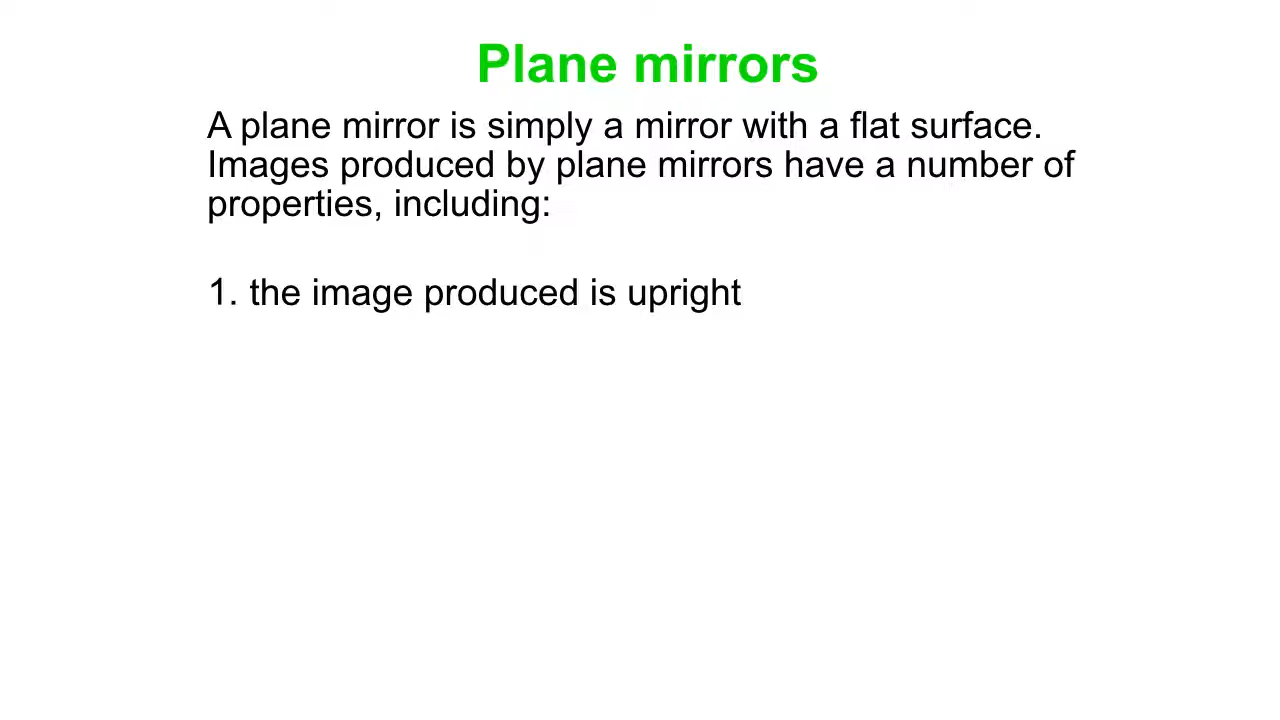 Plane mirrors
A plane mirror is simply a mirror with a flat surface.
Images produced by plane mirrors have a number of
properties, including:
1. the image produced is upright